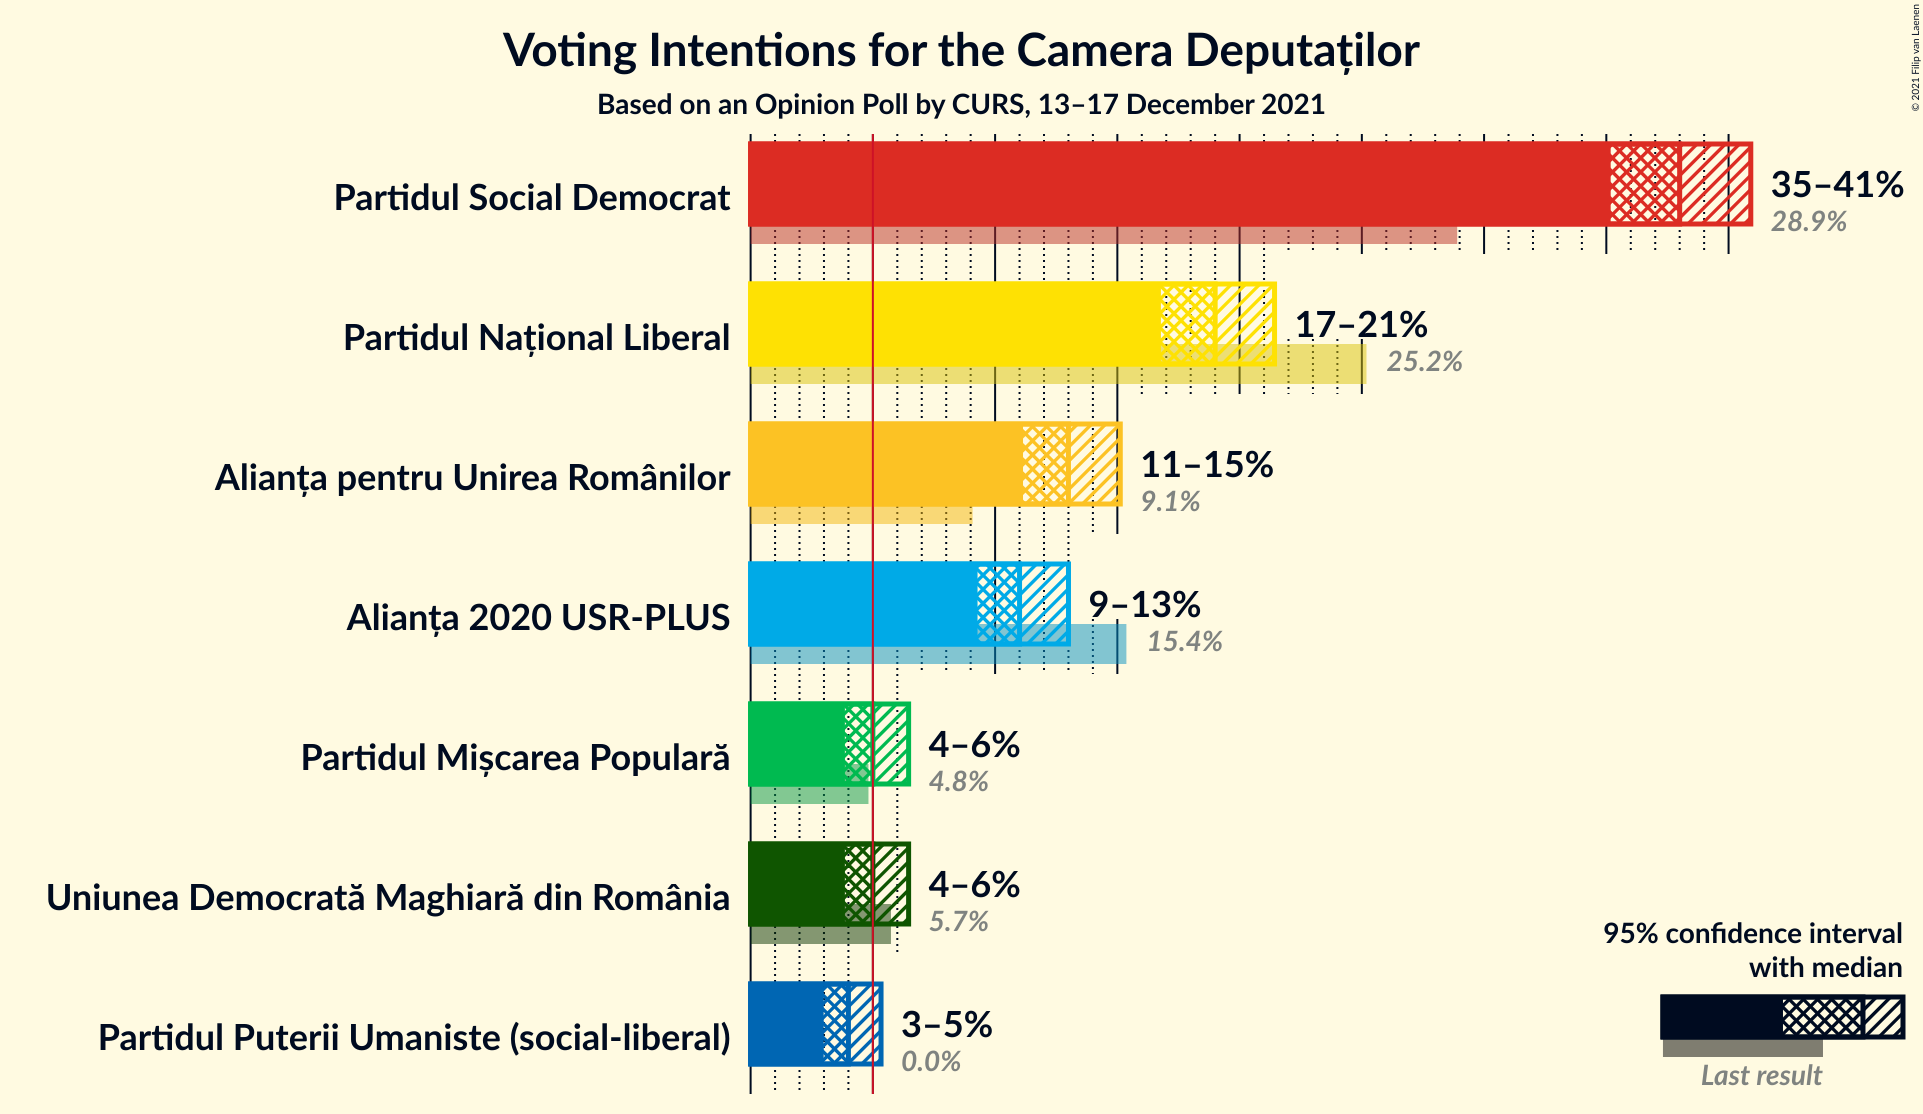 Voting Intentions for the Camera Deputaților
Based on an Opinion Poll by CURS, 13–17 December 2021
© 2021 Filip van Laenen
Partidul Social Democrat
35–41%
28.9%
Partidul Național Liberal
17–21%
25.2%
Alianța pentru Unirea Românilor
11–15%
9.1%
Alianța 2020 USR-PLUS
9–13%
15.4%
Partidul Mișcarea Populară
4–6%
4.8%
Uniunea Democrată Maghiară din România
4–6%
5.7%
Partidul Puterii Umaniste (social-liberal)
3–5%
0.0%
95% confidence interval
with median
Last result